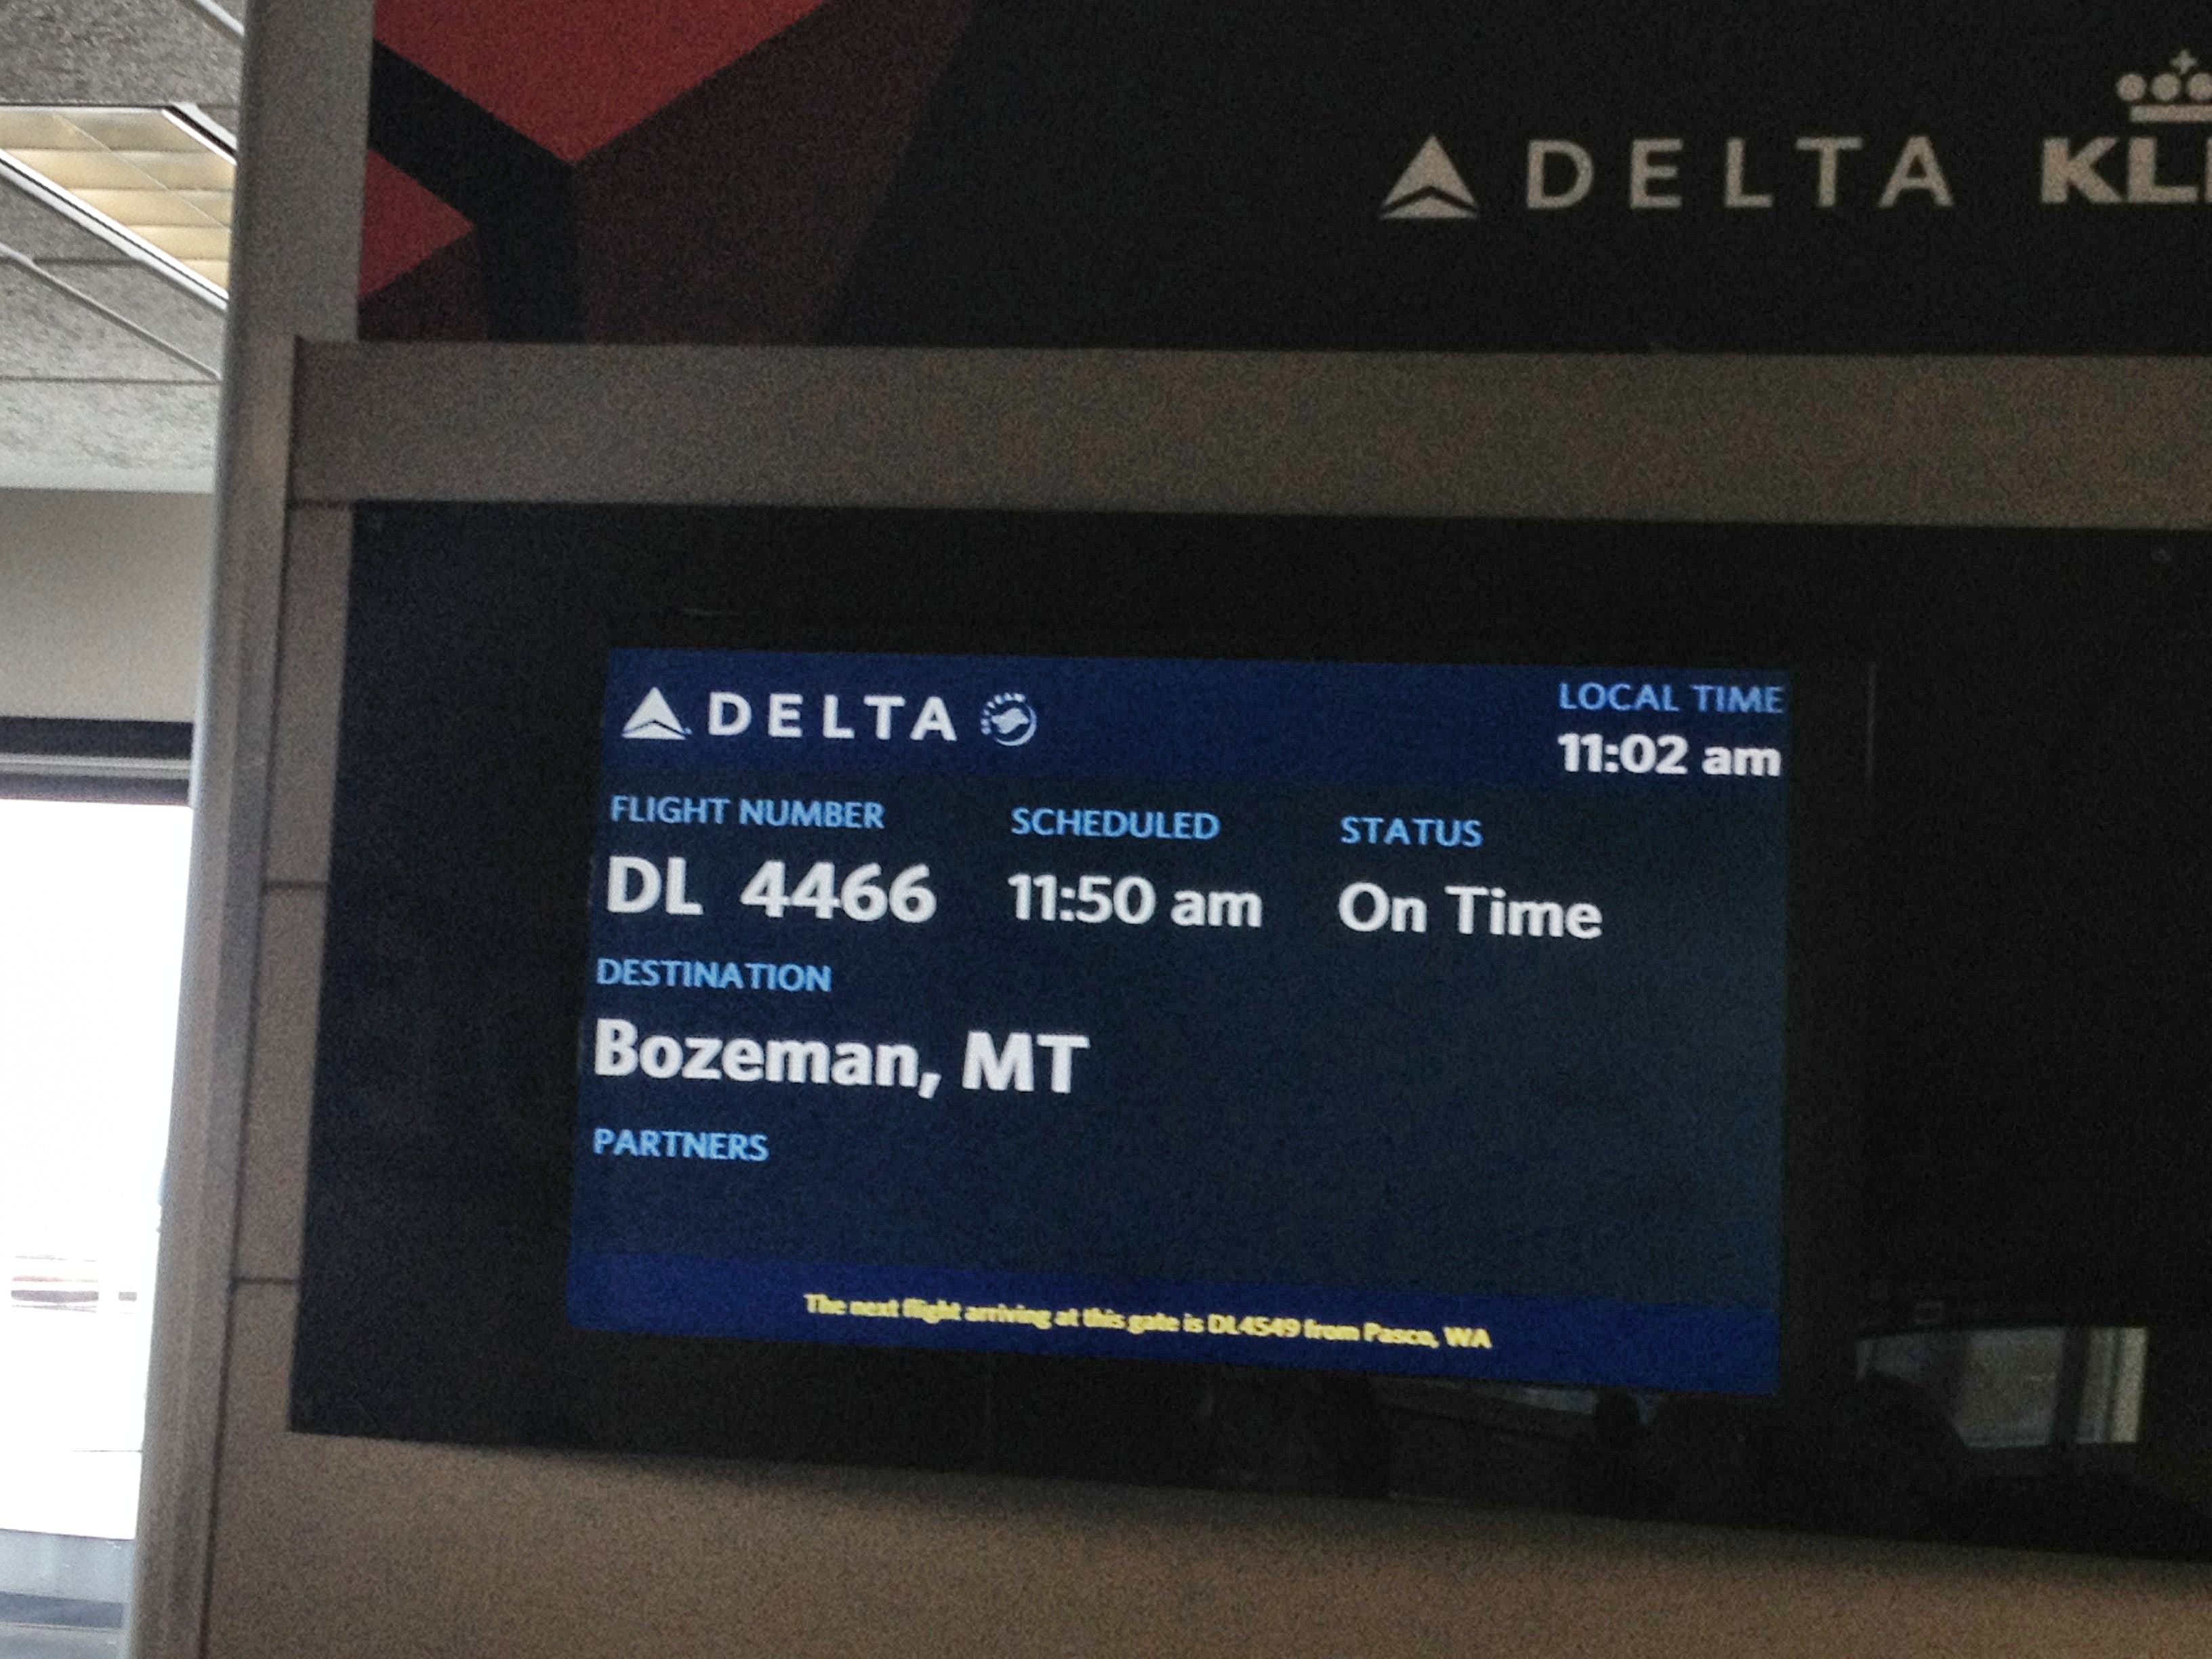 DELTA KL
DELTA
LOCAL TIME
11:02 am
FLIGHT NUMBER SCHEDULED STATUS
DL 4466 11:50 am On Time
DESTINATION
Bozeman, MT
PARTNERS
The next flight arriving at this gate is DL4549 from Pasco, WA